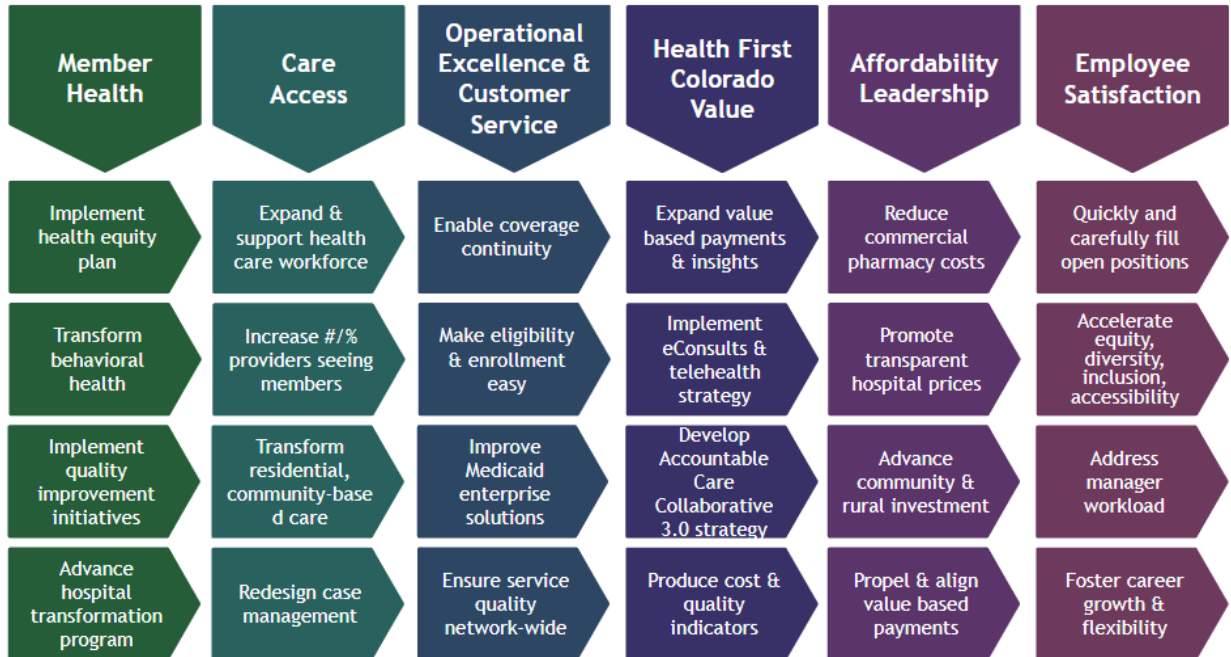 Member
Health
Care
Access
Operational
Excellence &
Customer
Service
Health First
Colorado
Value
Affordability
Leadership
Employee
Satisfaction
Implement
health equity
plan
Expand &
support health
care workforce
Enable coverage
continuity
Expand value
based payments
& insights
Reduce
commercial
pharmacy costs
Quickly and
carefully fill
open positions
Transform
behavioral
health
Increase #/%
providers seeing
members
Make eligibility
& enrollment
easy
Implement
eConsults &
telehealth
strategy
Promote
transparent
hospital prices
Accelerate
equity,
diversity,
inclusion,
accessibility
Implement
quality
improvement
initiatives
Transform
residential,
community-base
d care
Improve
Medicaid
enterprise
solutions
Develop
Accountable
Care
Collaborative
3.0 strategy
Advance
community &
rural investment
Address
manager
workload
Advance
hospital
transformation
program
Redesign case
management
Ensure service
quality
network-wide
Produce cost &
quality
indicators
Propel & align
value based
payments
Foster career
growth &
flexibility